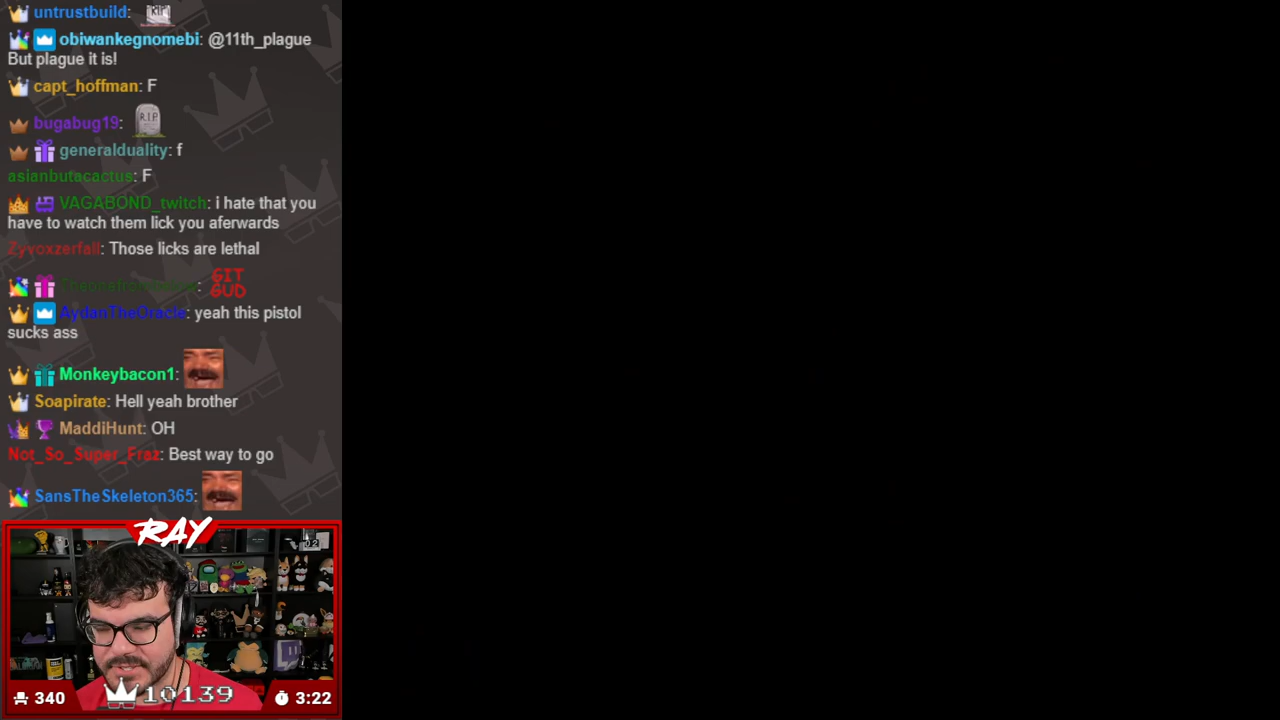 untrustbuild:
obiwankegnomebi: @11th_plague
But plague it is!
capt_hoffman: F
bugabug19:
R.I.P
generalduality: f
asianbutacactus: F
VAGABOND_twitch: i hate that you
have to watch them lick you aferwards
Zyvoxzerfall: Those licks are lethal
GIT
GUD
AydanTheOracle: yeah this pistol
sucks ass
Monkeybacon1:
Soapirate: Hell yeah brother
MaddiHunt: OH
Not_So_Super_Fraz: Best way to go
SansTheSkeleton365:
RAY
340
10139
3:22